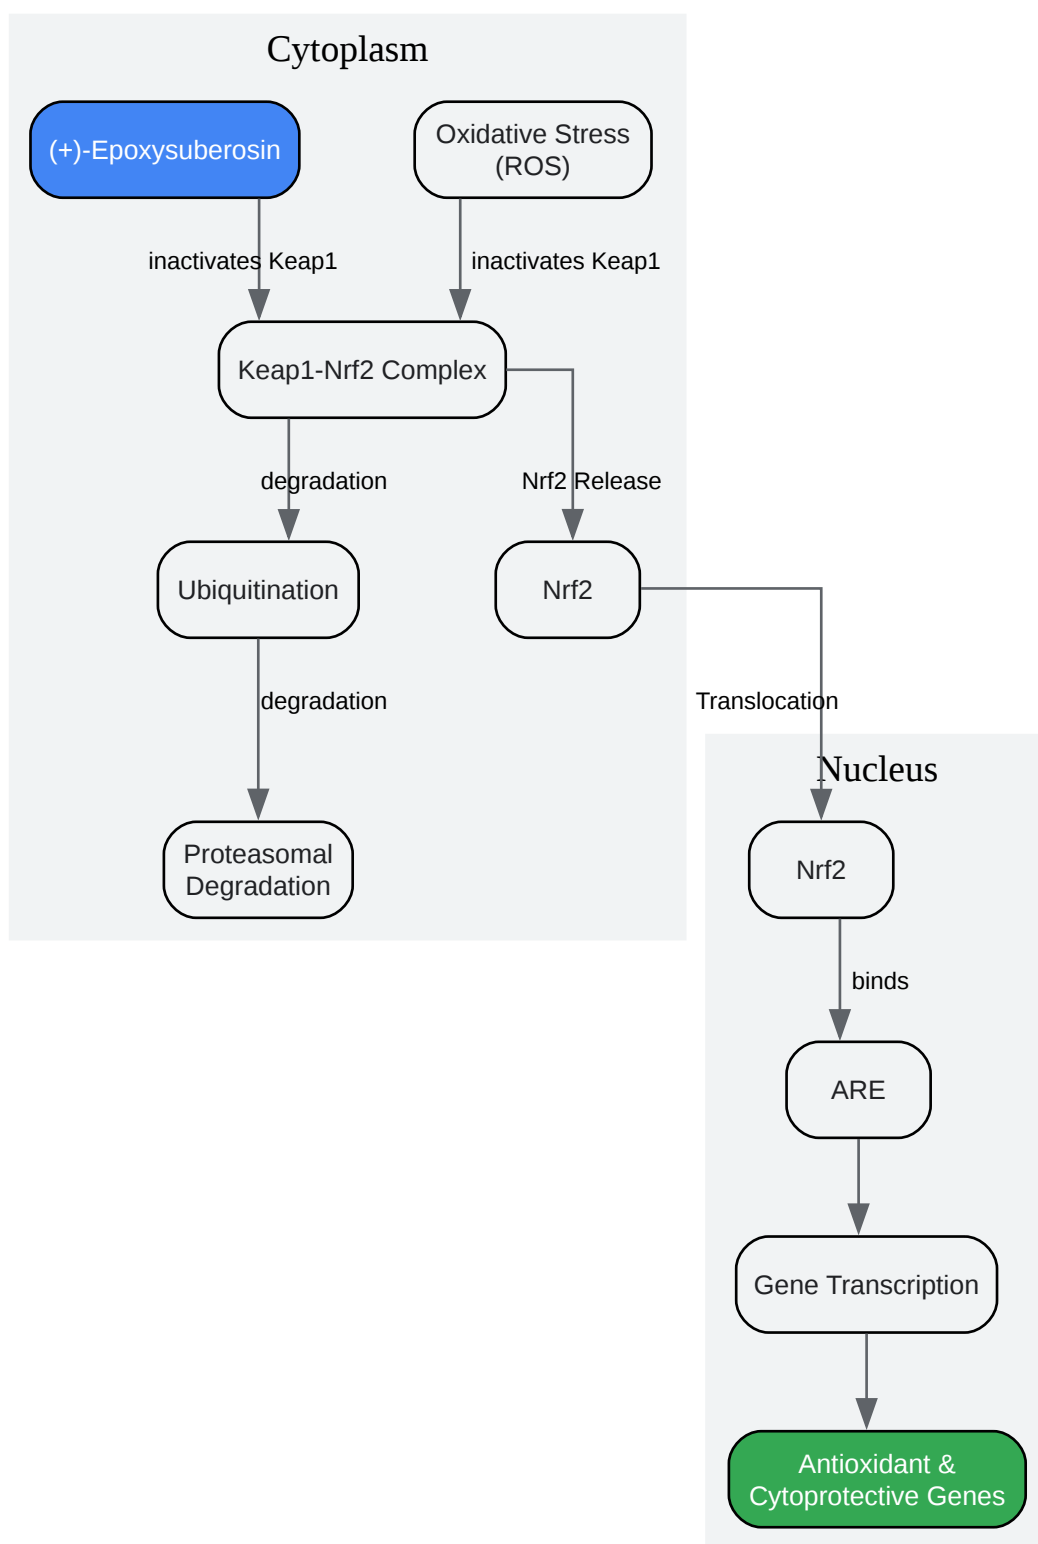 Cytoplasm
(+)-Epoxysuberosin
Oxidative Stress
(ROS)
inactivates Keap1
inactivates Keap1
Keap1-Nrf2 Complex
degradation
Nrf2 Release
Ubiquitination
Nrf2
degradation
Translocation
Nucleus
Proteasomal
Degradation
Nrf2
binds
ARE
Gene Transcription
Antioxidant &
Cytoprotective Genes